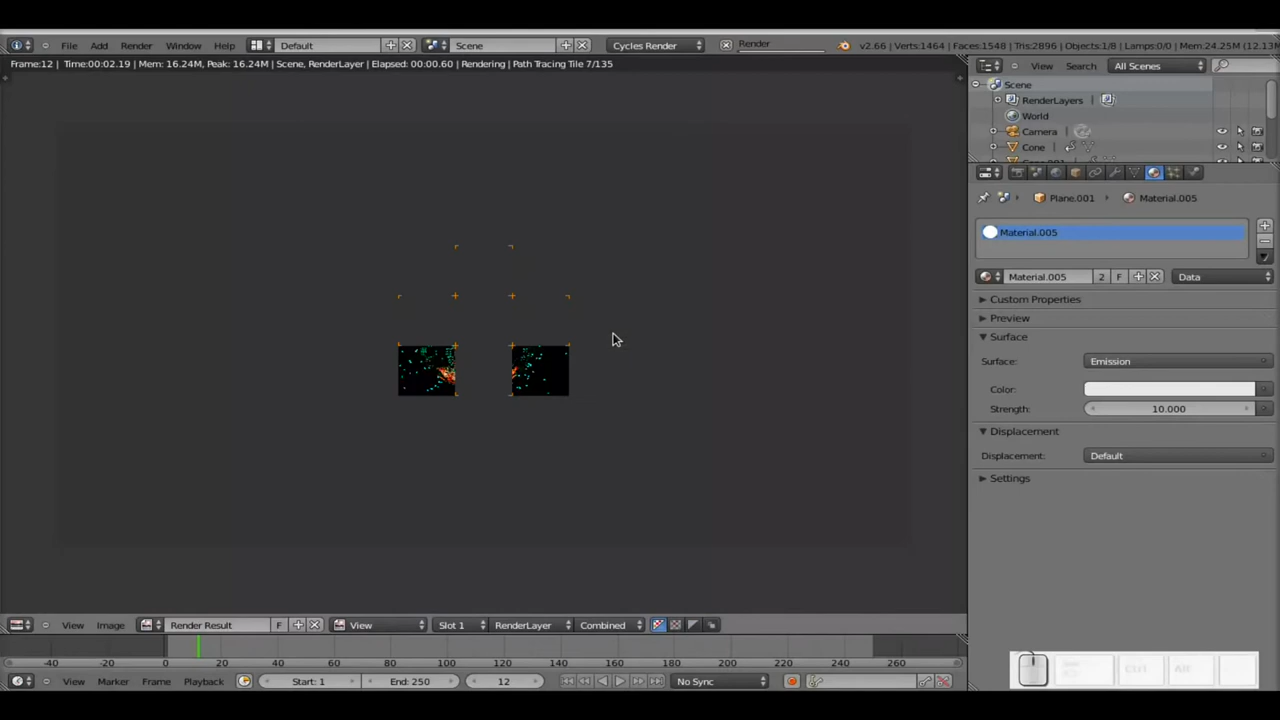 File Add Render Window Help Default Scene Cycles Render Render v2.66 | Verts:1464 | Faces:1548 | Tris:2896 | Objects:1/8 | Lamps:0/0 | Mem:24.25M (12.13M
Frame:12 | Time:00:02.19 | Mem: 16.24M, Peak: 16.24M | Scene, RenderLayer | Elapsed: 00:00.60 | Rendering | Path Tracing Tile 7/135
View Search All Scenes
Scene
RenderLayers
World
Camera
Cone
Plane.001 Material.005
Material.005
Material.005 2 F Data
Custom Properties
Preview
Surface
Surface: Emission
Color:
Strength: 10.000
Displacement
Displacement: Default
Settings
View Image Render Result F View Slot 1 RenderLayer Combined
-40 -20 0 20 40 60 80 100 120 140 160 180 200 220 240 260
View Marker Frame Playback Start: 1 End: 250 12 No Sync
Ctrl Alt